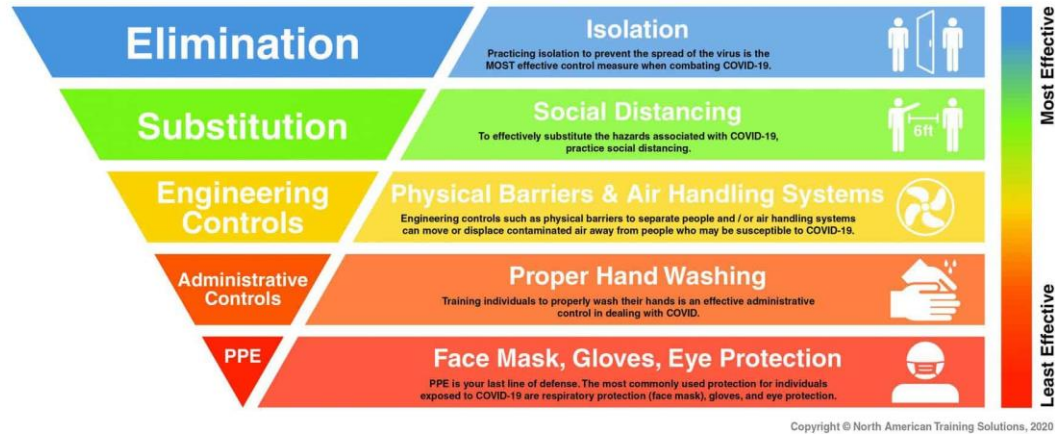 Elimination
Isolation
Practicing isolation to prevent the spread of the virus is the
MOST effective control measure when combating COVID-19.
Substitution
Social Distancing
To effectively substitute the hazards associated with COVID-19,
practice social distancing.
6ft
Engineering
Controls
Physical Barriers & Air Handling Systems
Engineering controls such as physical barriers to separate people and / or air handling systems
can move or displace contaminated air away from people who may be susceptible to COVID-19.
Administrative
Controls
Proper Hand Washing
Training individuals to properly wash their hands is an effective administrative
control in dealing with COVID.
PPE
Face Mask, Gloves, Eye Protection
PPE is your last line of defense. The most commonly used protection for individuals
exposed to COVID-19 are respiratory protection (face mask), gloves, and eye protection.
Most Effective
Least Effective
Copyright © North American Training Solutions, 2020